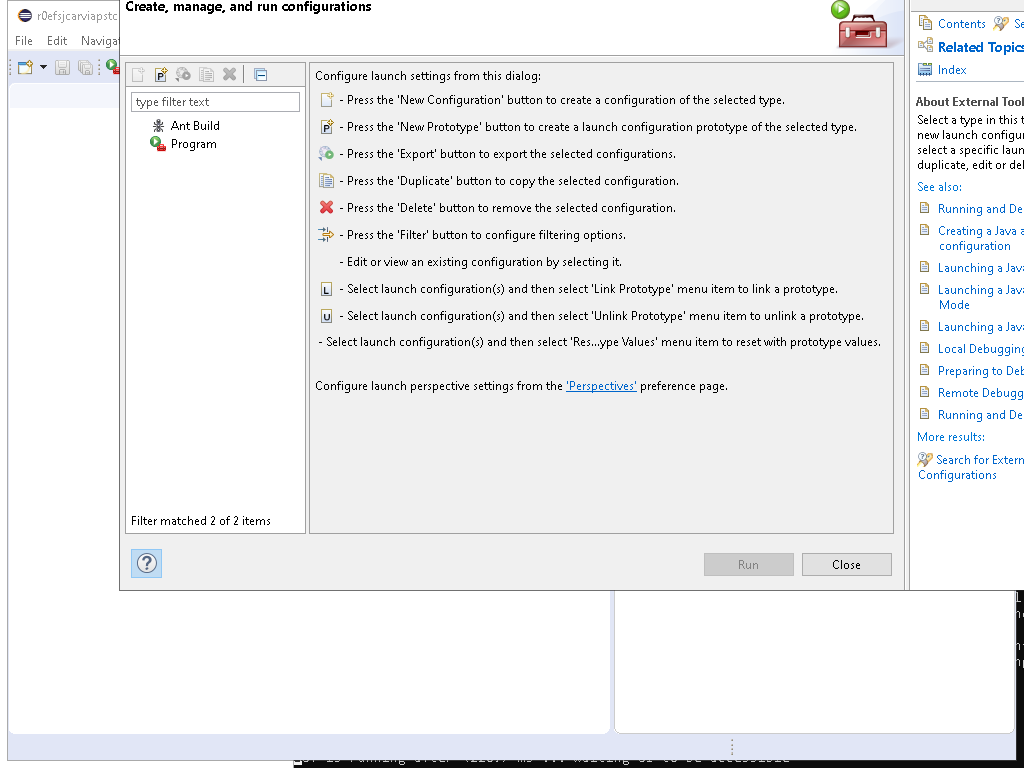 r0efsjcarviapstc
File Edit Naviga
Create, manage, and run configurations
type filter text
Ant Build
Program
Filter matched 2 of 2 items
Configure launch settings from this dialog:
- Press the 'New Configuration' button to create a configuration of the selected type.
P - Press the 'New Prototype' button to create a launch configuration prototype of the selected type.
- Press the 'Export' button to export the selected configurations.
- Press the 'Duplicate' button to copy the selected configuration.
- Press the 'Delete' button to remove the selected configuration.
- Press the 'Filter' button to configure filtering options.
- Edit or view an existing configuration by selecting it.
L - Select launch configuration(s) and then select 'Link Prototype' menu item to link a prototype.
U - Select launch configuration(s) and then select 'Unlink Prototype' menu item to unlink a prototype.
- Select launch configuration(s) and then select 'Res...ype Values' menu item to reset with prototype values.
Configure launch perspective settings from the 'Perspectives' preference page.
?
Run
Close
Contents Se
Related Topics
Index
About External Tool
Select a type in this t
new launch configur
select a specific laun
duplicate, edit or del
See also:
Running and De
Creating a Java a
configuration
Launching a Java
Launching a Java
Mode
Launching a Java
Local Debugging
Preparing to Deb
Remote Debugg
Running and De
More results:
Search for Extern
Configurations